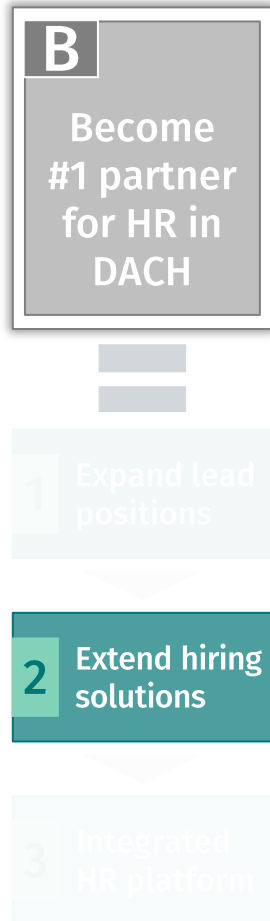 B
Become
#1 partner
for HR in
DACH
1
Expand lead
positions
2
Extend hiring
solutions
3
Integrated
HR platform